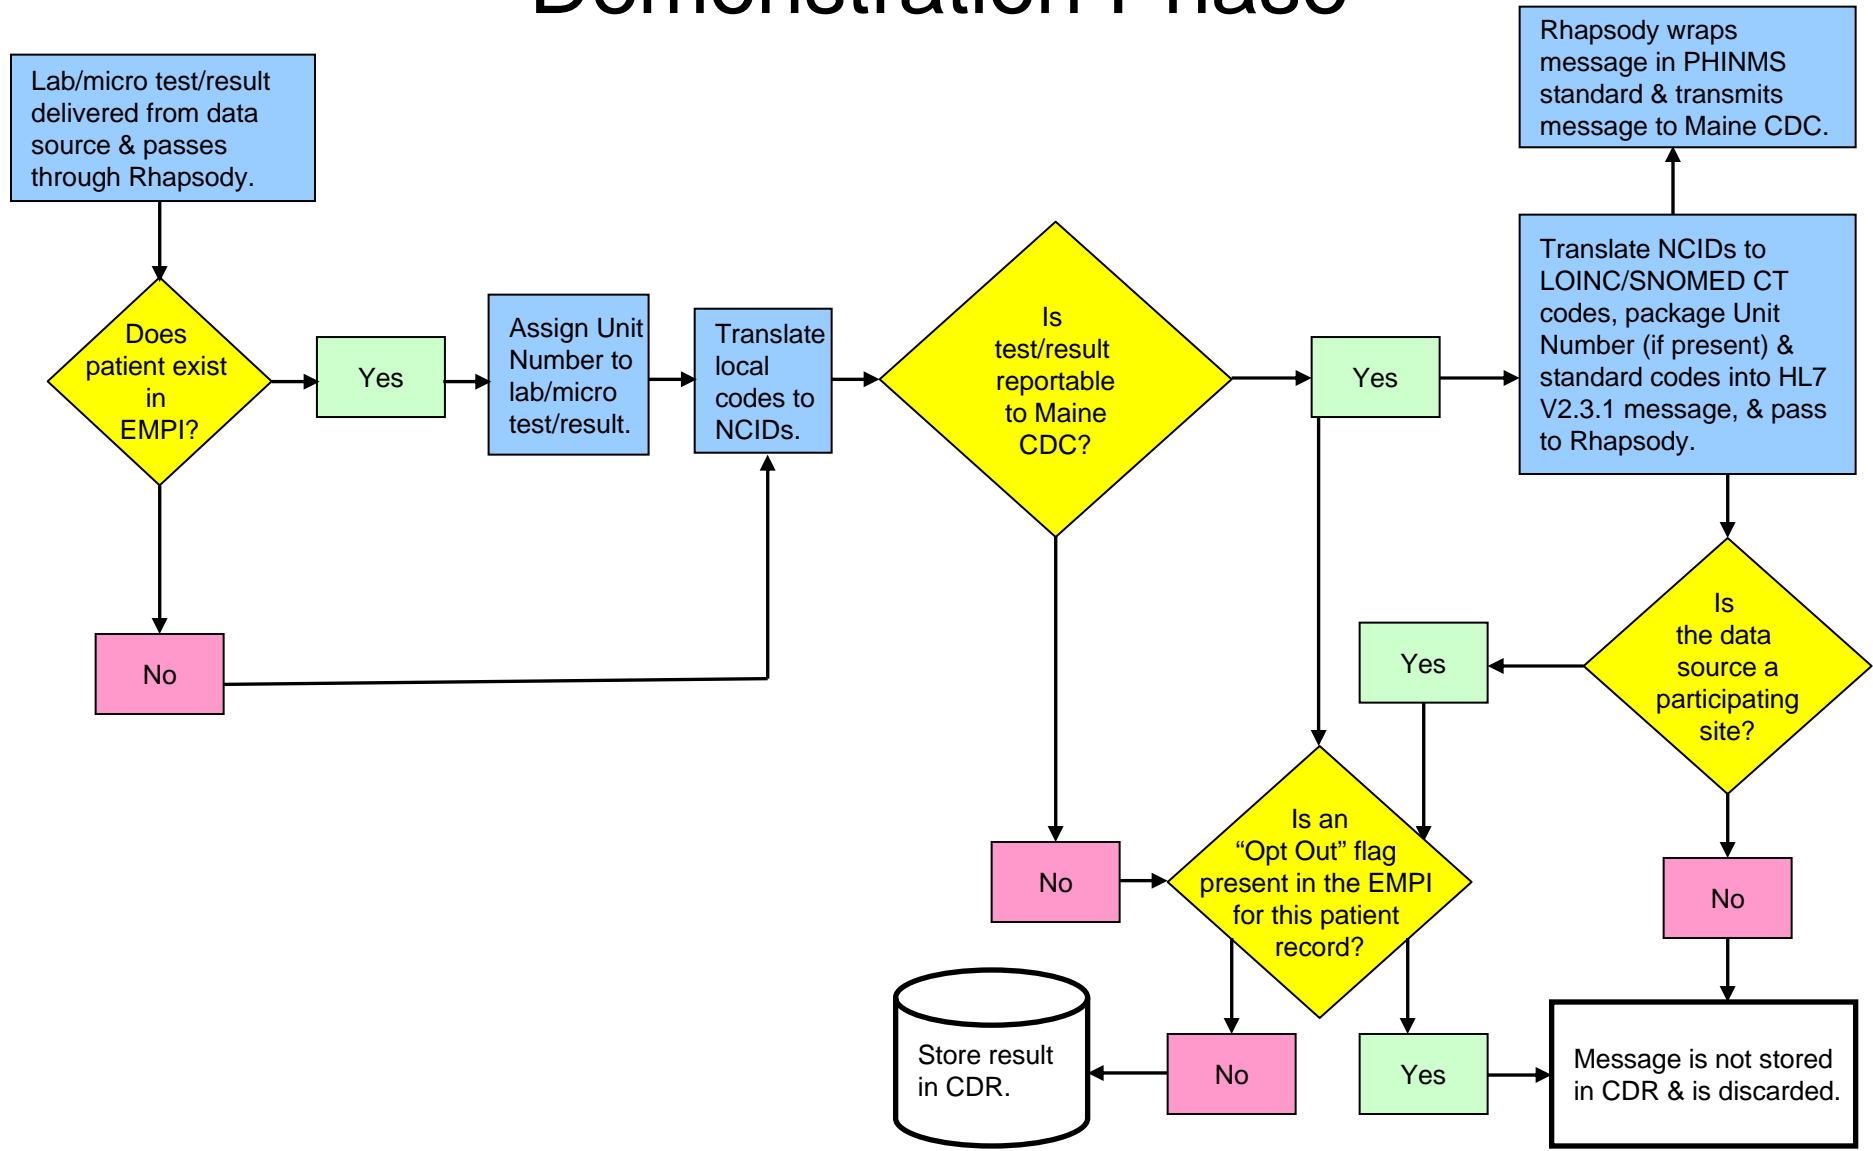 Demonstration Phase
Lab/micro test/result
delivered from data
source & passes
through Rhapsody.
Does
patient exist
in
EMPI?
Yes
No
Assign Unit
Number to
lab/micro
test/result.
Translate
local
codes to
NCIDs.
Is
test/result
reportable
to Maine
CDC?
Yes
No
Rhapsody wraps
message in PHINMS
standard & transmits
message to Maine CDC.
Translate NCIDs to
LOINC/SNOMED CT
codes, package Unit
Number (if present) &
standard codes into HL7
V2.3.1 message, & pass
to Rhapsody.
Is
the data
source a
participating
site?
Yes
No
Is an
“Opt Out” flag
present in the EMPI
for this patient
record?
No
Yes
Store result
in CDR.
Message is not stored
in CDR & is discarded.